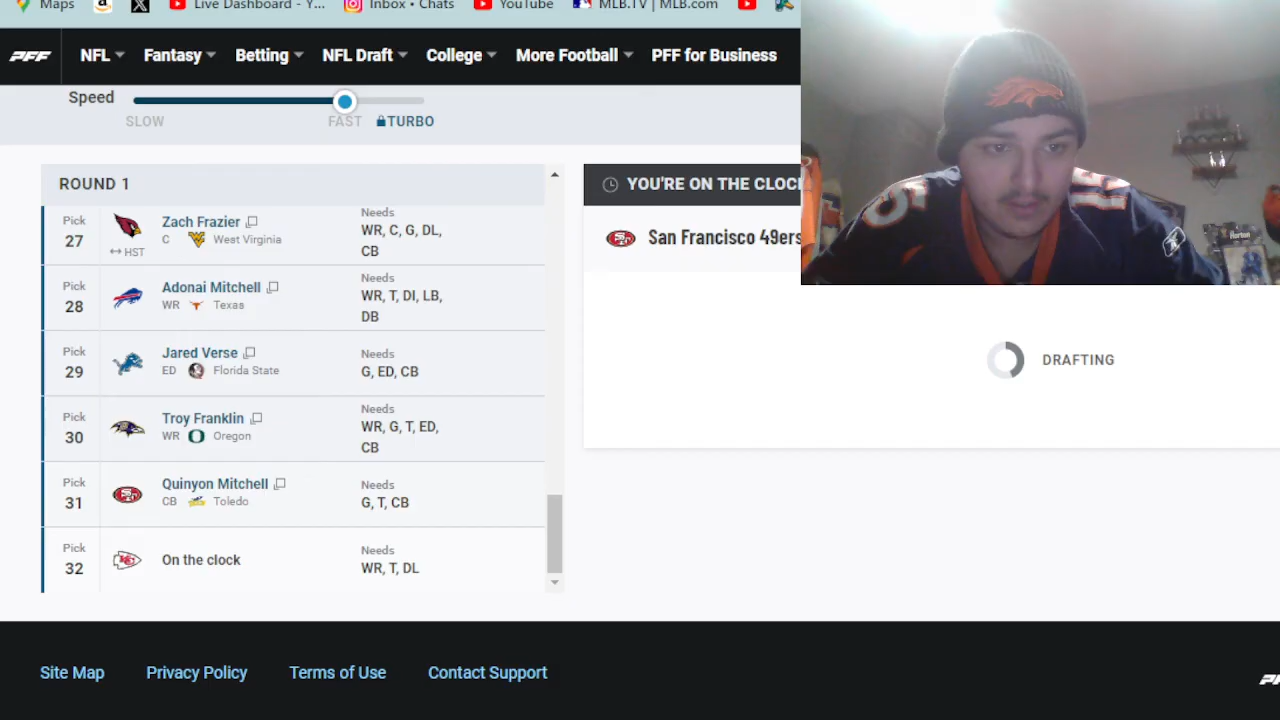 Maps
Live Dashboard - Y...
Inbox • Chats
YouTube
MLB.TV | MLB.com
PFF
NFL
Fantasy
Betting
NFL Draft
College
More Football
PFF for Business
Speed
SLOW
FAST
TURBO
ROUND 1
Pick
27
↔ HST
Zach Frazier
C
West Virginia
Needs
WR, C, G, DL,
CB
Pick
28
Adonai Mitchell
WR
Texas
Needs
WR, T, DI, LB,
DB
Pick
29
Jared Verse
ED
Florida State
Needs
G, ED, CB
Pick
30
Troy Franklin
WR
Oregon
Needs
WR, G, T, ED,
CB
Pick
31
Quinyon Mitchell
CB
Toledo
Needs
G, T, CB
Pick
32
On the clock
Needs
WR, T, DL
YOU'RE ON THE CLOC
San Francisco 49ers
DRAFTING
Site Map
Privacy Policy
Terms of Use
Contact Support